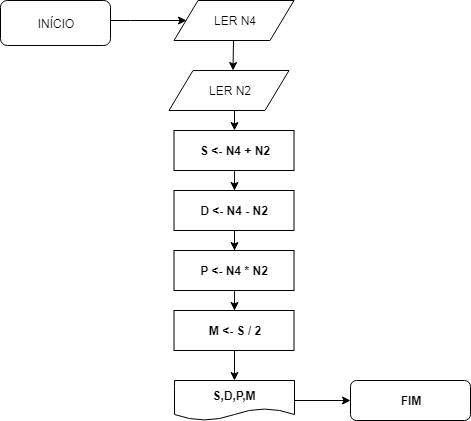 INÍCIO
LER N4
LER N2
S <- N4 + N2
D <- N4 - N2
P <- N4 * N2
M <- S / 2
S,D,P,M
FIM